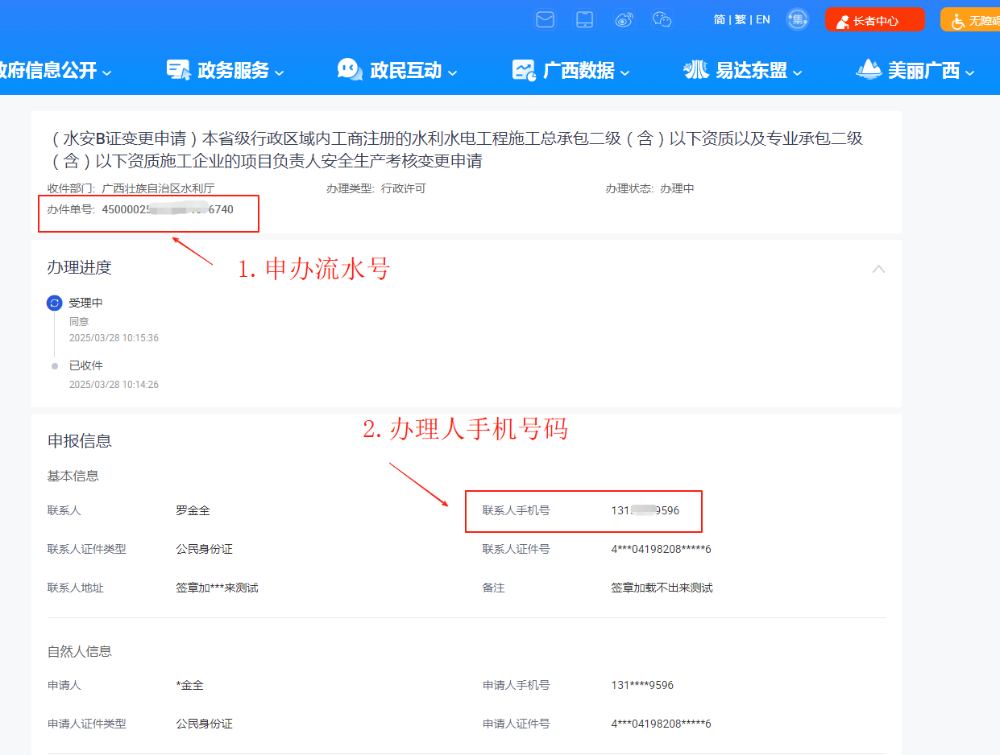 简 | 繁 | EN
集
长者中心
无障碍
政府信息公开
政务服务
政民互动
广西数据
易达东盟
美丽广西
（水安B证变更申请）本省级行政区域内工商注册的水利水电工程施工总承包二级（含）以下资质以及专业承包二级
（含）以下资质施工企业的项目负责人安全生产考核变更申请
收件部门: 广西壮族自治区水利厅
办理类型: 行政许可
办理状态: 办理中
办件单号: 4500002 6740
1. 申办流水号
办理进度
受理中
同意
2025/03/28 10:15:36
已收件
2025/03/28 10:14:26
2. 办理人手机号码
申报信息
基本信息
联系人 罗金全 联系人手机号 131 9596
联系人证件类型 公民身份证 联系人证件号 4***04198208*****6
联系人地址 签章加***来测试 备注 签章加载不出来测试
自然人信息
申请人 *金全 申请人手机号 131****9596
申请人证件类型 公民身份证 申请人证件号 4***04198208*****6